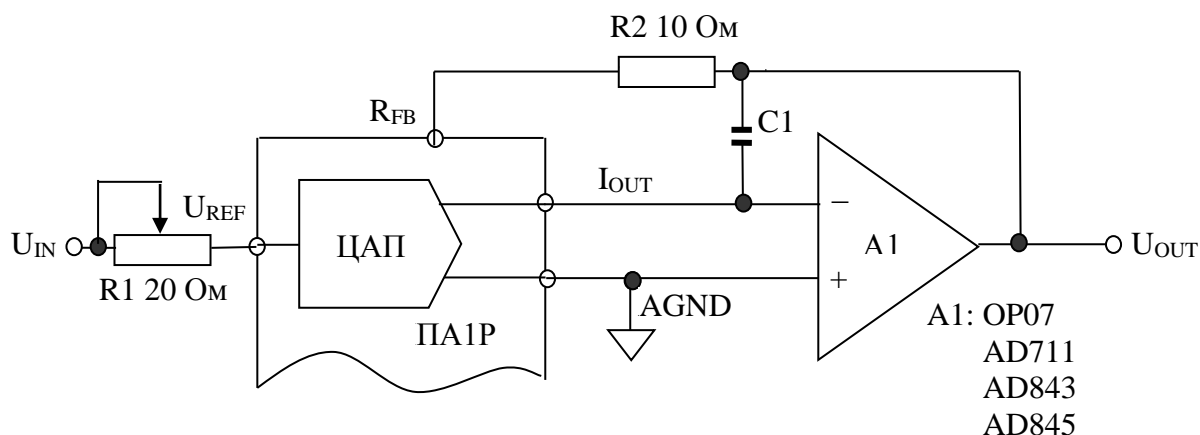 R2 10 Ом
RFB
C1
IOUT
UREF
UIN
ЦАП
−
A1
+
UOUT
R1 20 Ом
AGND
ПА1Р
A1: OP07
AD711
AD843
AD845